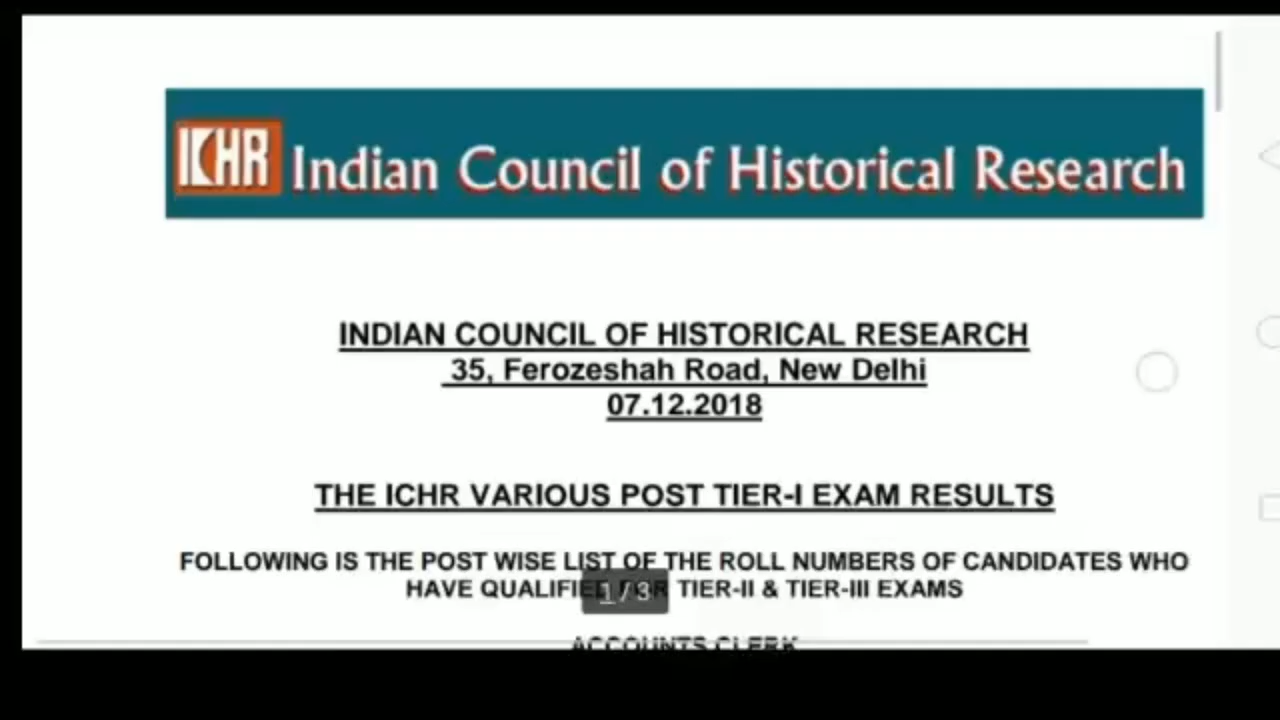 ICHR Indian Council of Historical Research
INDIAN COUNCIL OF HISTORICAL RESEARCH
35, Ferozeshah Road, New Delhi
07.12.2018
THE ICHR VARIOUS POST TIER-I EXAM RESULTS
FOLLOWING IS THE POST WISE LIST OF THE ROLL NUMBERS OF CANDIDATES WHO
HAVE QUALIFIED FOR TIER-II & TIER-III EXAMS
1 / 3
ACCOUNTS CLERK